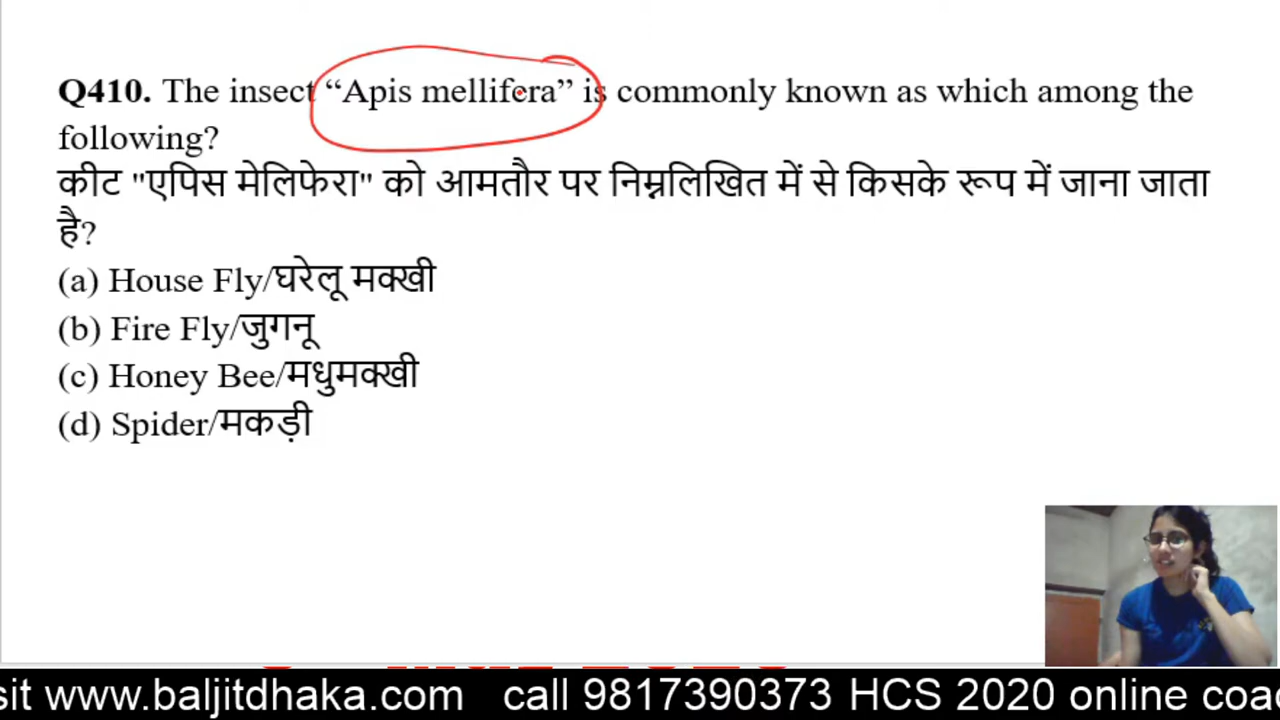 Q410. The insect “Apis mellifera” is commonly known as which among the
following?
कीट "एपिस मेलिफेरा" को आमतौर पर निम्नलिखित में से किसके रूप में जाना जाता
है?
(a) House Fly/घरेलू मक्खी
(b) Fire Fly/जुगनू
(c) Honey Bee/मधुमक्खी
(d) Spider/मकड़ी
www.baljitdhaka.com call 9817390373 HCS 2020 online